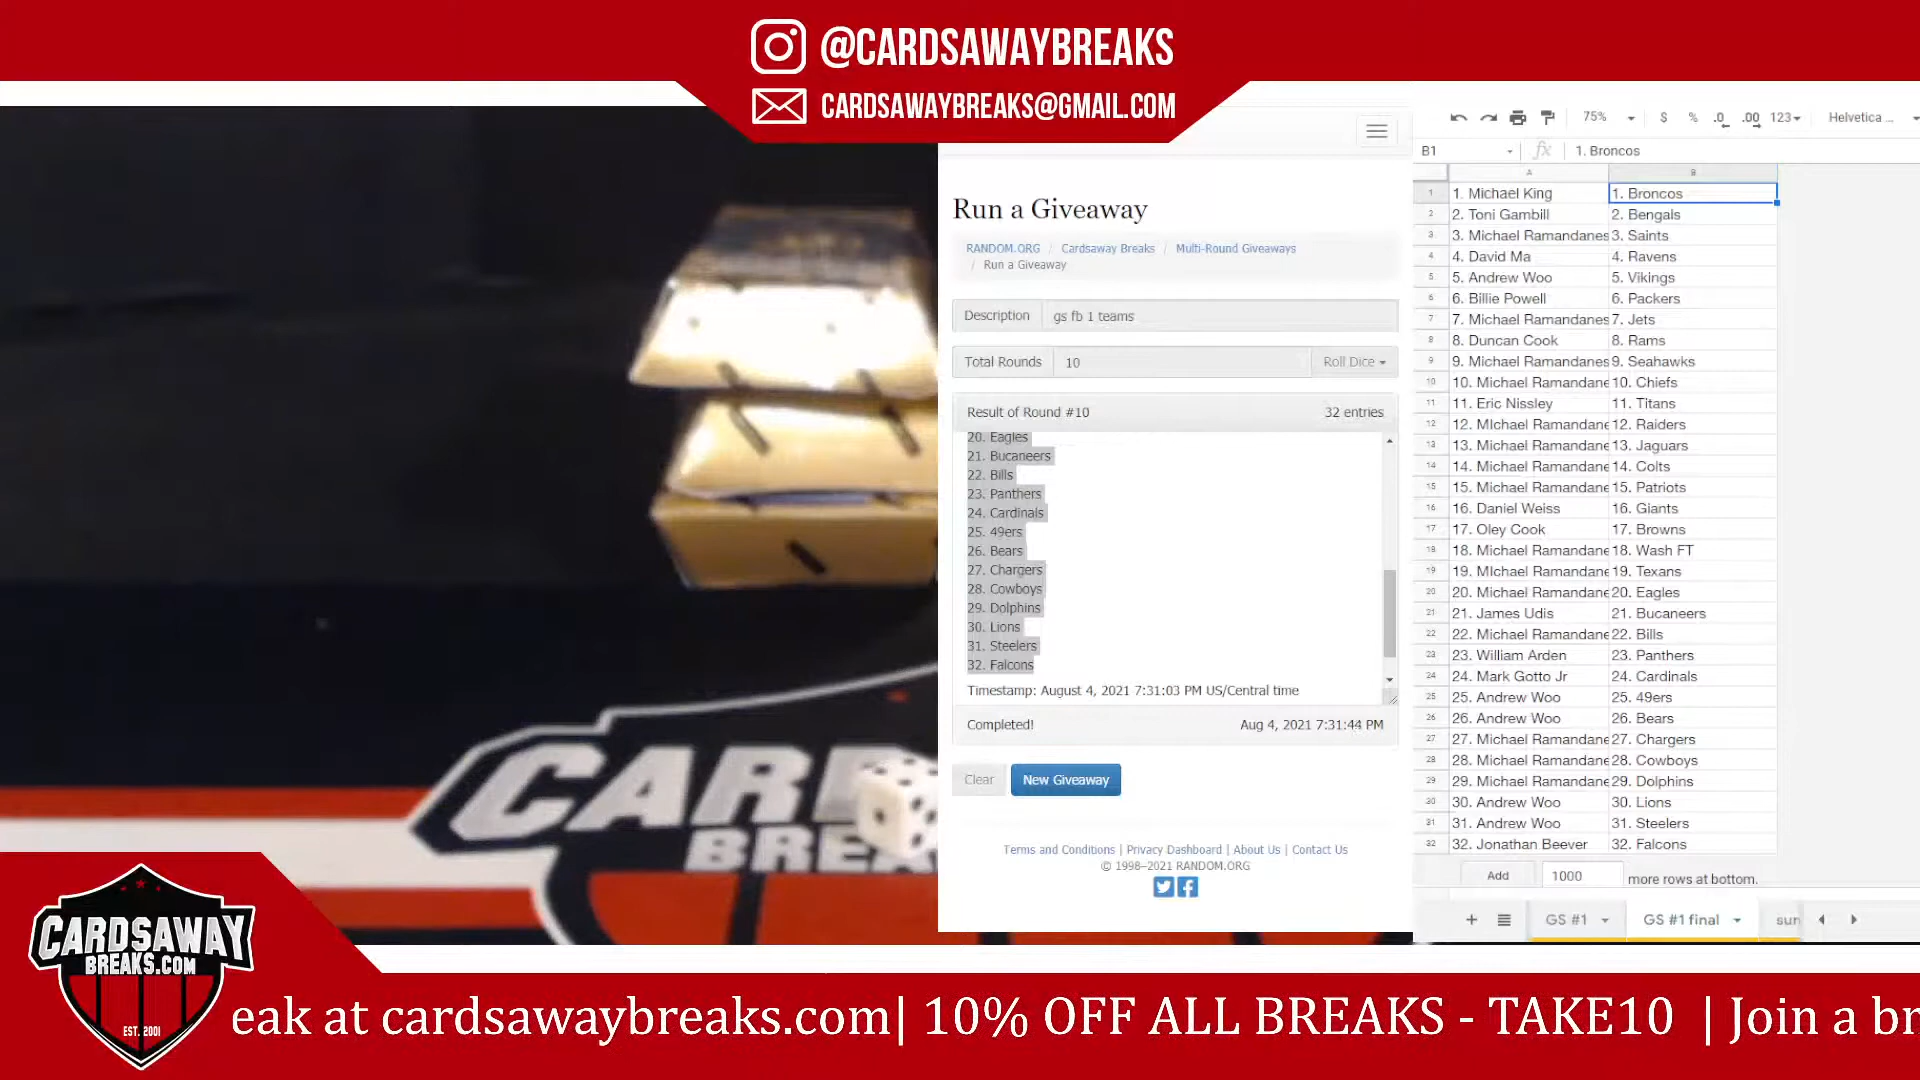 @CARDSAWAYBREAKS
CARDSAWAYBREAKS@GMAIL.COM
75%
$
%
.0
.00
123
Helvetica ...
B1
fx
1. Broncos
Run a Giveaway
RANDOM.ORG / Cardsaway Breaks / Multi-Round Giveaways
/ Run a Giveaway
Description gs fb 1 teams
Total Rounds 10 Roll Dice
Result of Round #10 32 entries
20. Eagles
21. Bucaneers
22. Bills
23. Panthers
24. Cardinals
25. 49ers
26. Bears
27. Chargers
28. Cowboys
29. Dolphins
30. Lions
31. Steelers
32. Falcons
Timestamp: August 4, 2021 7:31:03 PM US/Central time
Completed! Aug 4, 2021 7:31:44 PM
Clear New Giveaway
Terms and Conditions | Privacy Dashboard | About Us | Contact Us
© 1998–2021 RANDOM.ORG
A B
1 1. Michael King 1. Broncos
2 2. Toni Gambill 2. Bengals
3 3. Michael Ramandanes 3. Saints
4 4. David Ma 4. Ravens
5 5. Andrew Woo 5. Vikings
6 6. Billie Powell 6. Packers
7 7. Michael Ramandanes 7. Jets
8 8. Duncan Cook 8. Rams
9 9. Michael Ramandanes 9. Seahawks
10 10. Michael Ramandane 10. Chiefs
11 11. Eric Nissley 11. Titans
12 12. MIchael Ramandane 12. Raiders
13 13. Michael Ramandane 13. Jaguars
14 14. Michael Ramandane 14. Colts
15 15. Michael Ramandane 15. Patriots
16 16. Daniel Weiss 16. Giants
17 17. Oley Cook 17. Browns
18 18. Michael Ramandane 18. Wash FT
19 19. MIchael Ramandane 19. Texans
20 20. Michael Ramandane 20. Eagles
21 21. James Udis 21. Bucaneers
22 22. Michael Ramandane 22. Bills
23 23. William Arden 23. Panthers
24 24. Mark Gotto Jr 24. Cardinals
25 25. Andrew Woo 25. 49ers
26 26. Andrew Woo 26. Bears
27 27. Michael Ramandane 27. Chargers
28 28. Michael Ramandane 28. Cowboys
29 29. Michael Ramandane 29. Dolphins
30 30. Andrew Woo 30. Lions
31 31. Andrew Woo 31. Steelers
32 32. Jonathan Beever 32. Falcons
Add 1000 more rows at bottom.
GS #1 GS #1 final sun
CARD
BREA
CARDSAWAY
BREAKS.COM
EST. 2001
eak at cardsawaybreaks.com| 10% OFF ALL BREAKS - TAKE10 | Join a br